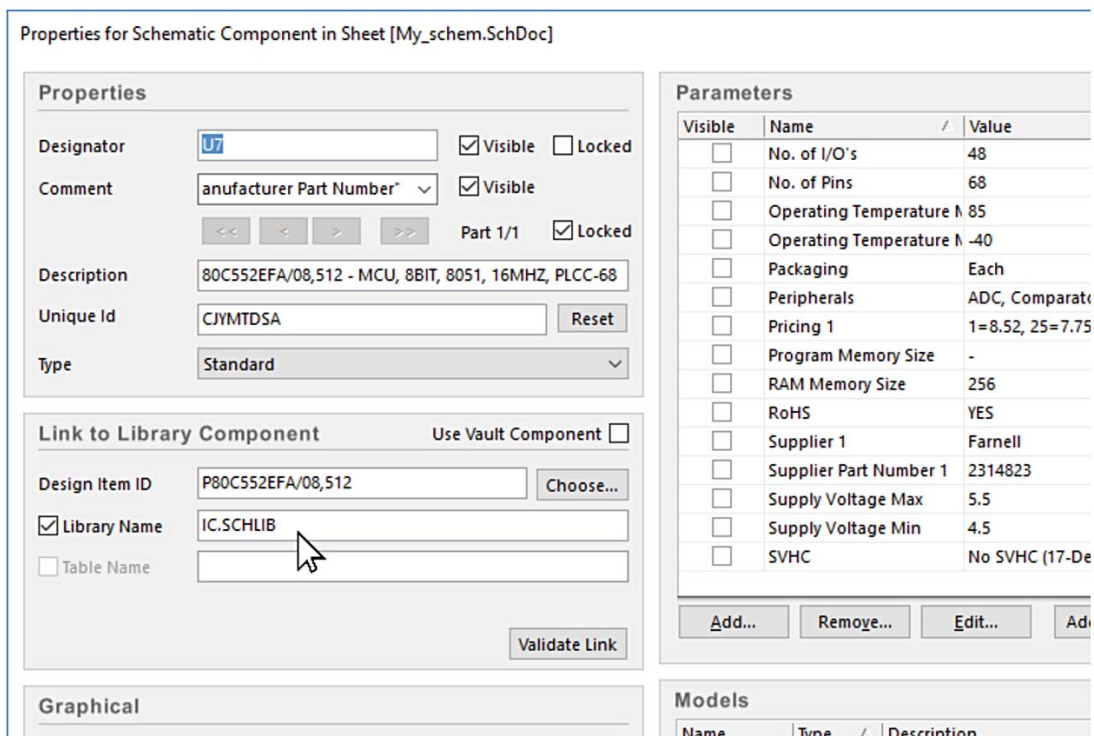 Properties for Schematic Component in Sheet [My_schem.SchDoc]
Properties
Designator U7 Visible Locked
Comment anufacturer Part Number" Visible
<< < > >> Part 1/1 Locked
Description 80C552EFA/08,512 - MCU, 8BIT, 8051, 16MHZ, PLCC-68
Unique Id CJYMTDSA Reset
Type Standard
Link to Library Component Use Vault Component
Design Item ID P80C552EFA/08,512 Choose...
Library Name IC.SCHLIB
Table Name
Validate Link
Graphical
Parameters
Visible Name Value
No. of I/O's 48
No. of Pins 68
Operating Temperature M 85
Operating Temperature M -40
Packaging Each
Peripherals ADC, Comparato
Pricing 1 1=8.52, 25=7.75
Program Memory Size -
RAM Memory Size 256
RoHS YES
Supplier 1 Farnell
Supplier Part Number 1 2314823
Supply Voltage Max 5.5
Supply Voltage Min 4.5
SVHC No SVHC (17-De
Add... Remove... Edit... Ad
Models
Name Type Description